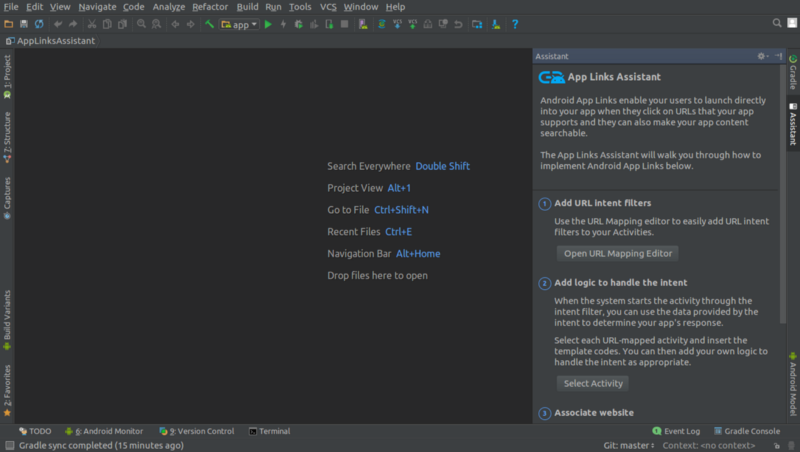 File Edit View Navigate Code Analyze Refactor Build Run Tools VCS Window Help
app
AppLinksAssistant
1: Project
7: Structure
Captures
Build Variants
2: Favorites
Search Everywhere Double Shift
Project View Alt+1
Go to File Ctrl+Shift+N
Recent Files Ctrl+E
Navigation Bar Alt+Home
Drop files here to open
Assistant
App Links Assistant
Android App Links enable your users to launch directly
into your app when they click on URLs that your app
supports and they can also make your app content
searchable.
The App Links Assistant will walk you through how to
implement Android App Links below.
1 Add URL intent filters
Use the URL Mapping editor to easily add URL intent
filters to your Activities.
Open URL Mapping Editor
2 Add logic to handle the intent
When the system starts the activity through the
intent filter, you can use the data provided by the
intent to determine your app's response.
Select each URL-mapped activity and insert the
template codes. You can then add your own logic to
handle the intent as appropriate.
Select Activity
3 Associate website
Gradle
Assistant
Android Model
TODO 6: Android Monitor 9: Version Control Terminal
1 Event Log Gradle Console
Gradle sync completed (15 minutes ago)
Git: master Context: <no context>